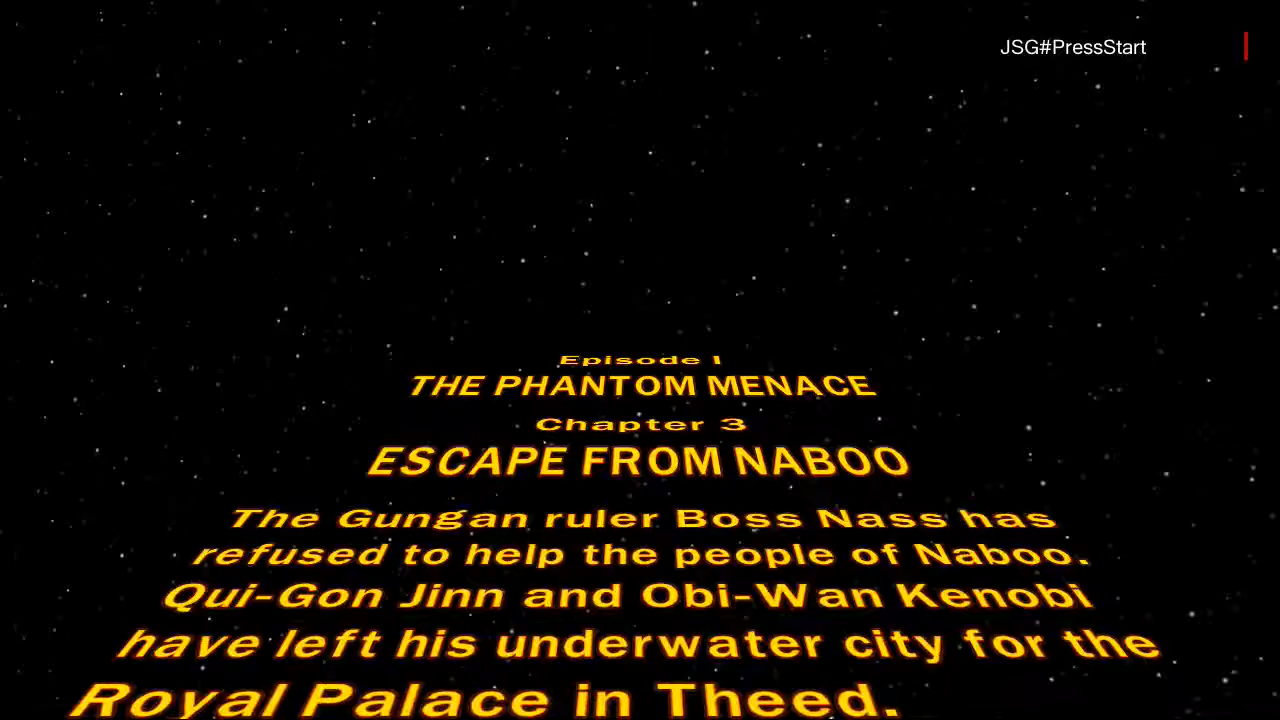 JSG#PressStart
Episode I
THE PHANTOM MENACE
Chapter 3
ESCAPE FROM NABOO
The Gungan ruler Boss Nass has
refused to help the people of Naboo.
Qui-Gon Jinn and Obi-Wan Kenobi
have left his underwater city for the
Royal Palace in Theed.